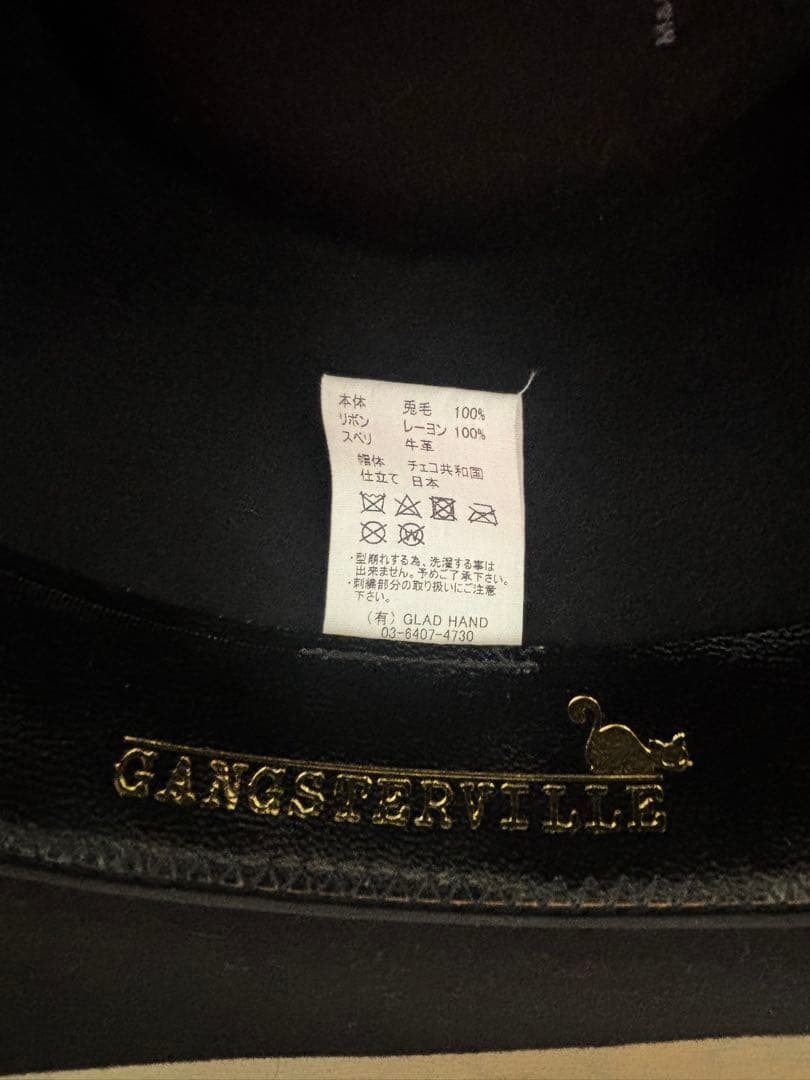 本体 兎毛 100%
リボン レーヨン 100%
スベリ 牛革
帽体 チェコ共和国
仕立て 日本
・型崩れする為、洗濯する事は
出来ません。予めご了承下さい。
・刺繍部分の取り扱いにご注意
下さい。
(有) GLAD HAND
03-6407-4730
GANGSTERVILLE